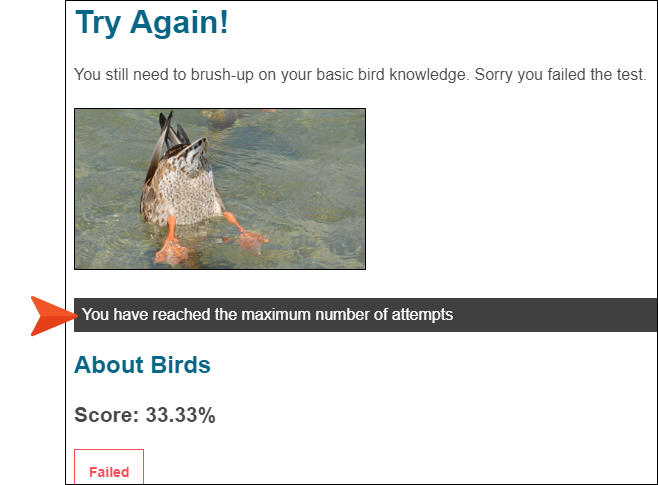 Try Again!
You still need to brush-up on your basic bird knowledge. Sorry you failed the test.
You have reached the maximum number of attempts
About Birds
Score: 33.33%
Failed